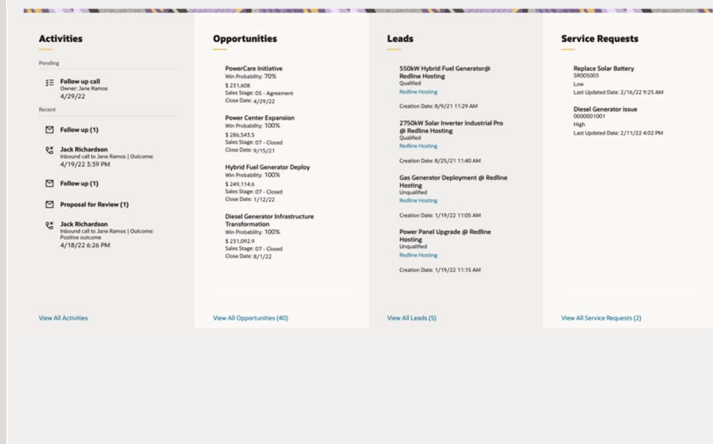 Activities
Pending
Follow up call
Owner: Jane Ramos
4/29/22
Recent
Follow up (1)
Jack Richardson
Inbound call to Jane Ramos | Outcome:
4/19/22 3:39 PM
Follow up (1)
Proposal for Review (1)
Jack Richardson
Inbound call to Jane Ramos | Outcome:
Positive outcome
4/18/22 6:26 PM
View All Activities
Opportunities
PowerCare Initiative
Win Probability: 70%
$ 231,608
Sales Stage: 05 - Agreement
Close Date: 4/29/22
Power Center Expansion
Win Probability: 100%
$ 286,543.5
Sales Stage: 07 - Closed
Close Date: 9/15/21
Hybrid Fuel Generator Deploy
Win Probability: 100%
$ 249,114.6
Sales Stage: 07 - Closed
Close Date: 1/12/22
Diesel Generator Infrastructure
Transformation
Win Probability: 100%
$ 251,092.9
Sales Stage: 07 - Closed
Close Date: 8/1/22
View All Opportunities (40)
Leads
550kW Hybrid Fuel Generator@
Redline Hosting
Qualified
Redline Hosting
Creation Date: 8/9/21 11:29 AM
2750kW Solar Inverter Industrial Pro
@ Redline Hosting
Qualified
Redline Hosting
Creation Date: 8/25/21 11:40 AM
Gas Generator Deployment @ Redline
Hosting
Unqualified
Redline Hosting
Creation Date: 1/19/22 11:05 AM
Power Panel Upgrade @ Redline
Hosting
Unqualified
Redline Hosting
Creation Date: 1/19/22 11:15 AM
View All Leads (5)
Service Requests
Replace Solar Battery
SR005003
Low
Last Updated Date: 2/16/22 9:25 AM
Diesel Generator issue
0000001001
High
Last Updated Date: 2/11/22 4:02 PM
View All Service Requests (2)